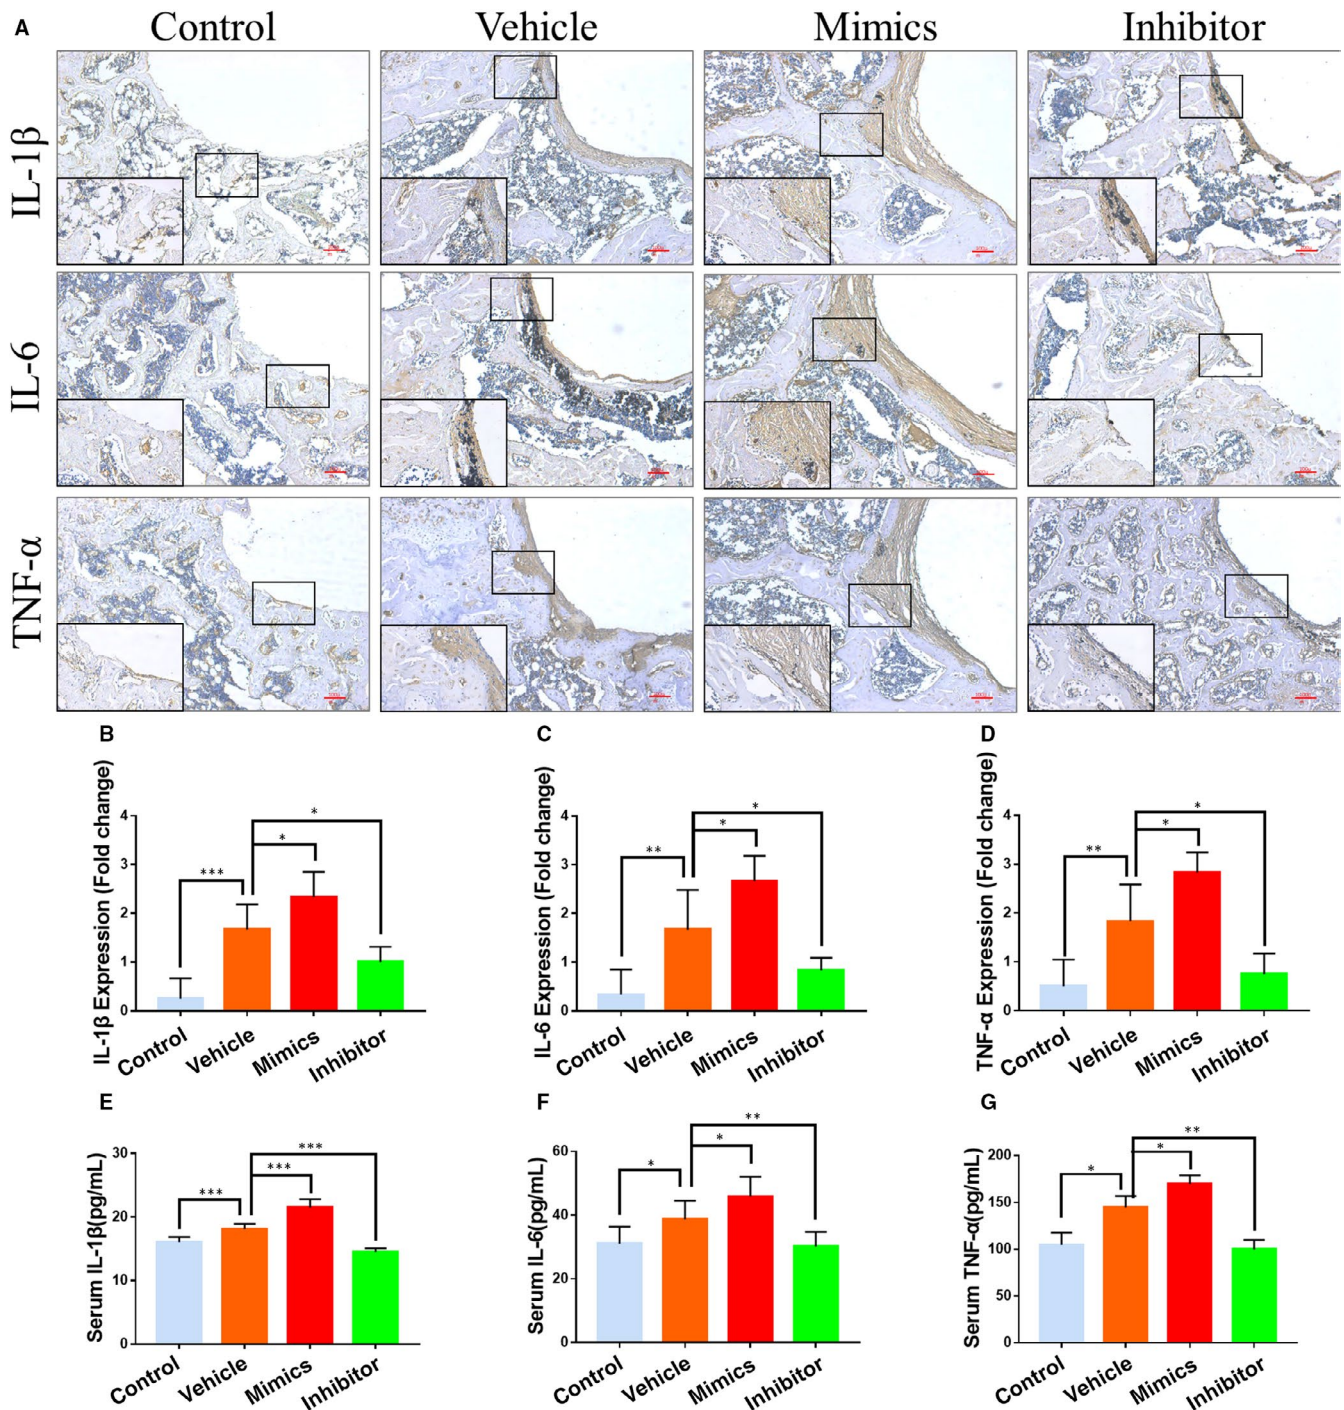 A
Control
Vehicle
Mimics
Inhibitor
IL-1β
IL-6
TNF-α
B
IL-1β Expression (Fold change)
4
3
2
1
0
***
*
*
Control
Vehicle
Mimics
Inhibitor
C
IL-6 Expression (Fold change)
4
3
2
1
0
**
*
*
Control
Vehicle
Mimics
Inhibitor
D
TNF-α Expression (Fold change)
4
3
2
1
0
**
*
*
Control
Vehicle
Mimics
Inhibitor
E
Serum IL-1β(pg/mL)
30
20
10
0
***
***
***
Control
Vehicle
Mimics
Inhibitor
F
Serum IL-6(pg/mL)
60
40
20
0
*
*
**
Control
Vehicle
Mimics
Inhibitor
G
Serum TNF-α(pg/mL)
200
150
100
50
0
*
*
**
Control
Vehicle
Mimics
Inhibitor